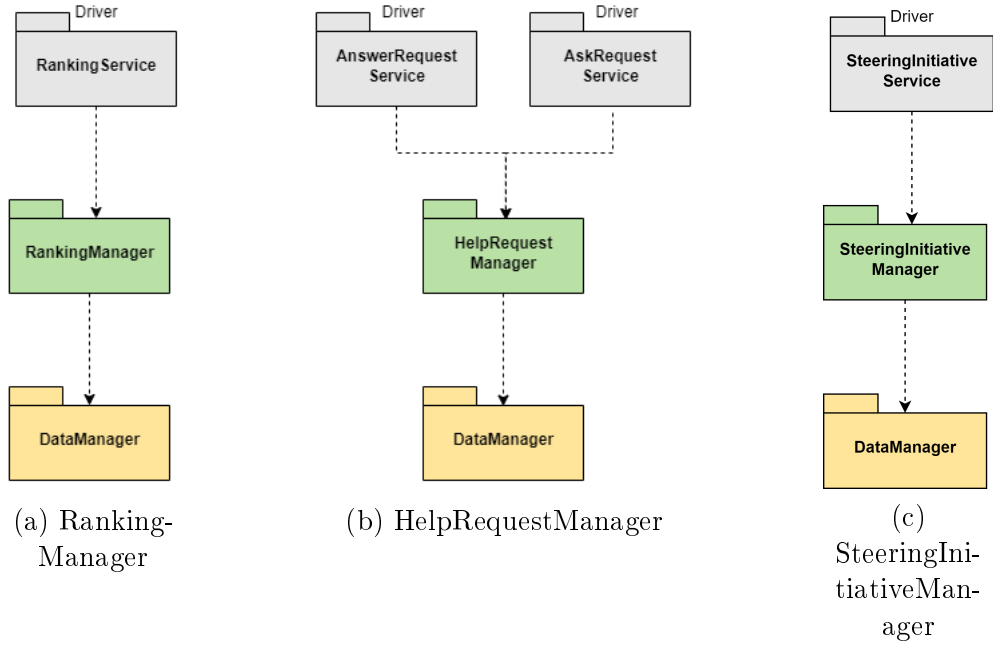 Driver
RankingService
RankingManager
DataManager
(a) Ranking-
Manager
Driver
Driver
AnswerRequest
Service
AskRequest
Service
HelpRequest
Manager
DataManager
(b) HelpRequestManager
Driver
SteeringInitiative
Service
SteeringInitiative
Manager
DataManager
(c)
SteeringIni-
tiativeMan-
ager